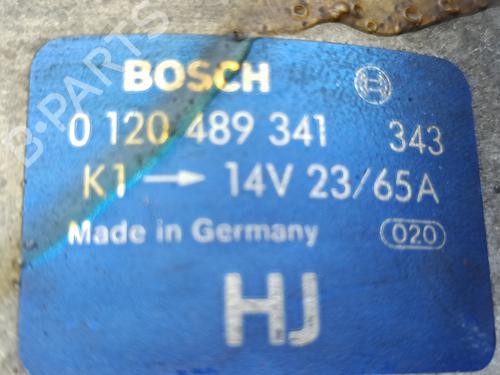 BOSCH
0 120 489 341 343
K1 → 14V 23/65A
Made in Germany 020
HJ
B-PARTS